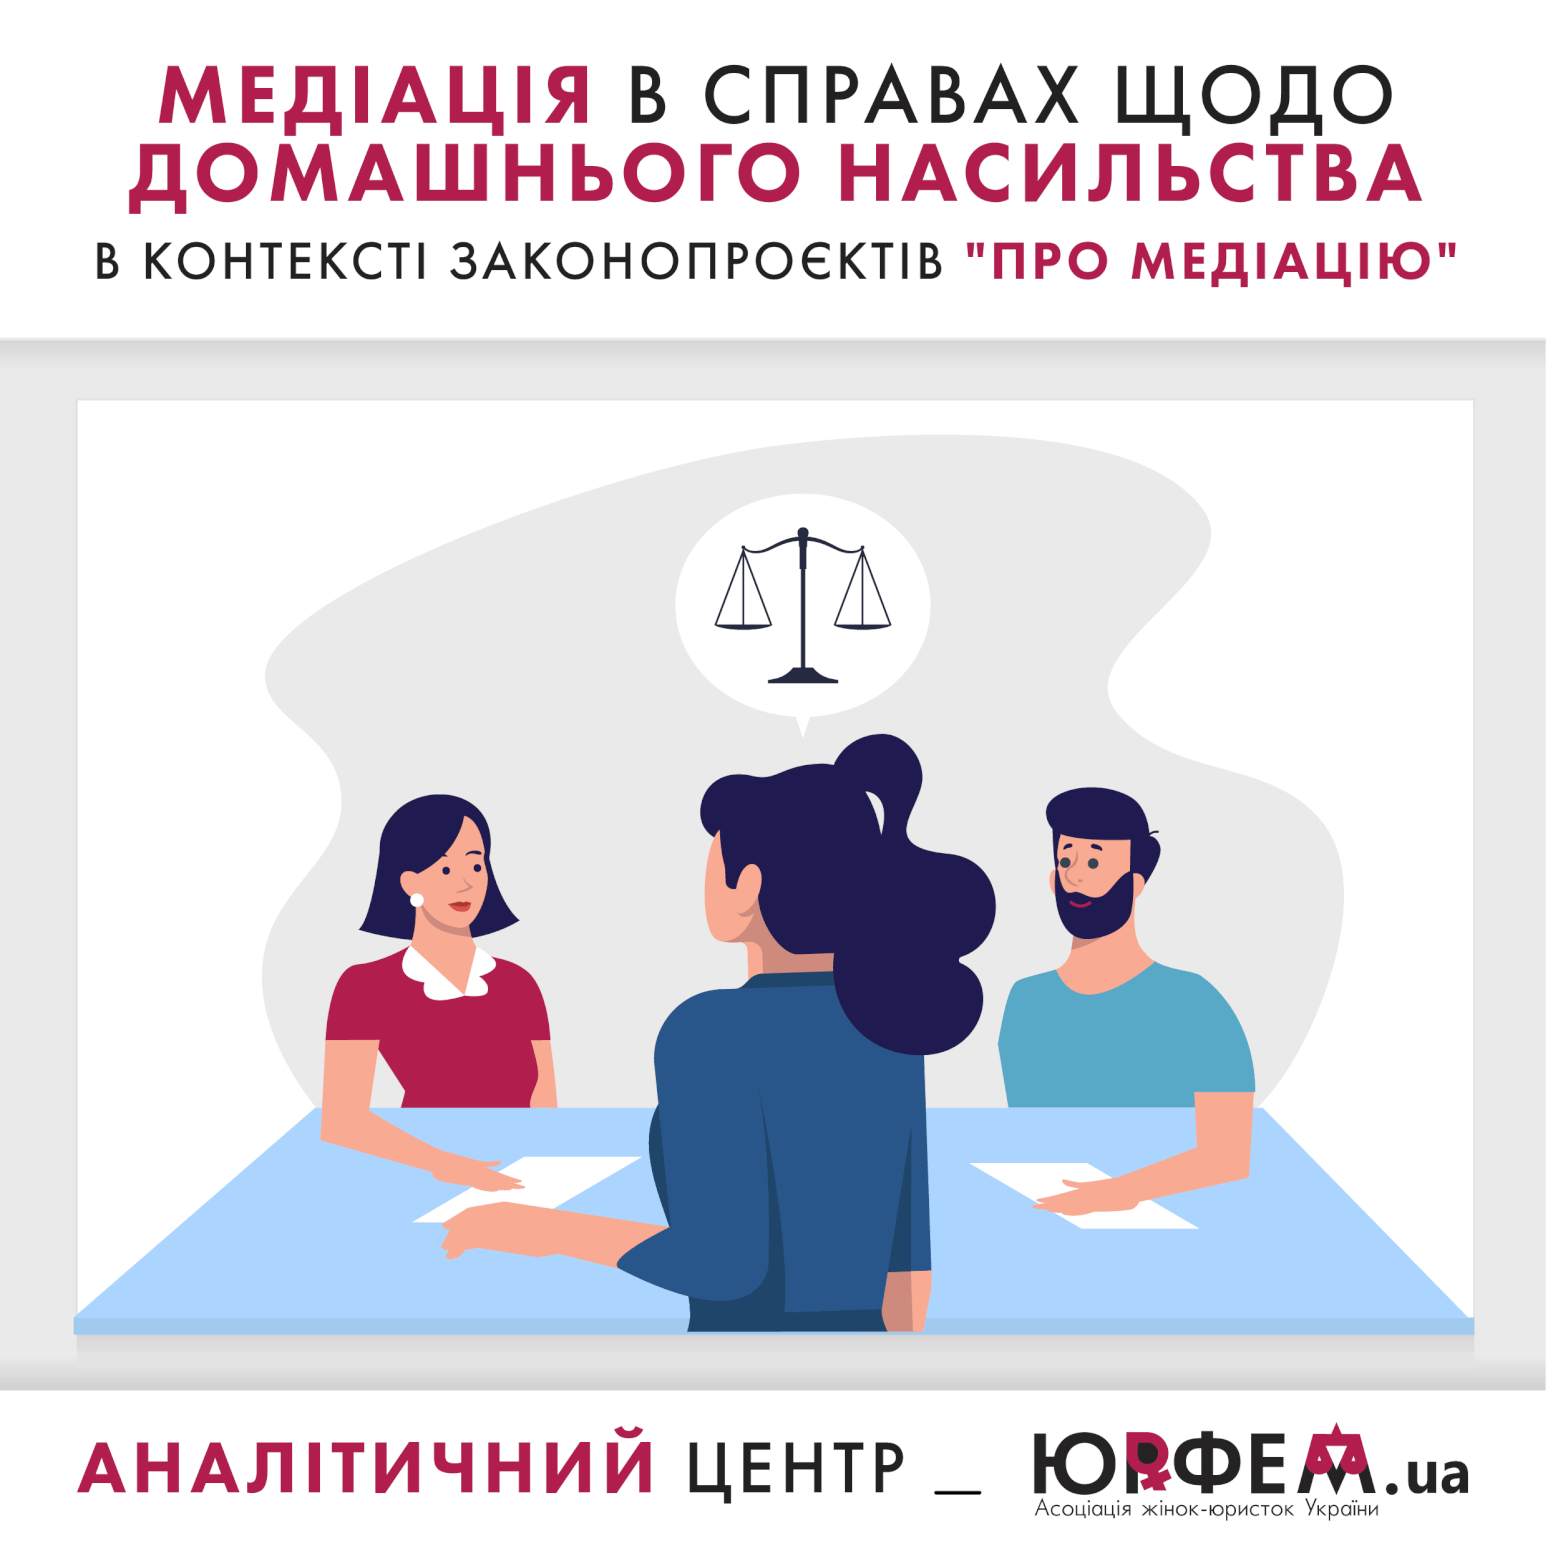 МЕДІАЦІЯ В СПРАВАХ ЩОДО
ДОМАШНЬОГО НАСИЛЬСТВА
В КОНТЕКСТІ ЗАКОНОПРОЄКТІВ "ПРО МЕДІАЦІЮ"
АНАЛІТИЧНИЙ ЦЕНТР _ ЮРФЕМ.ua
Асоціація жінок-юристок України